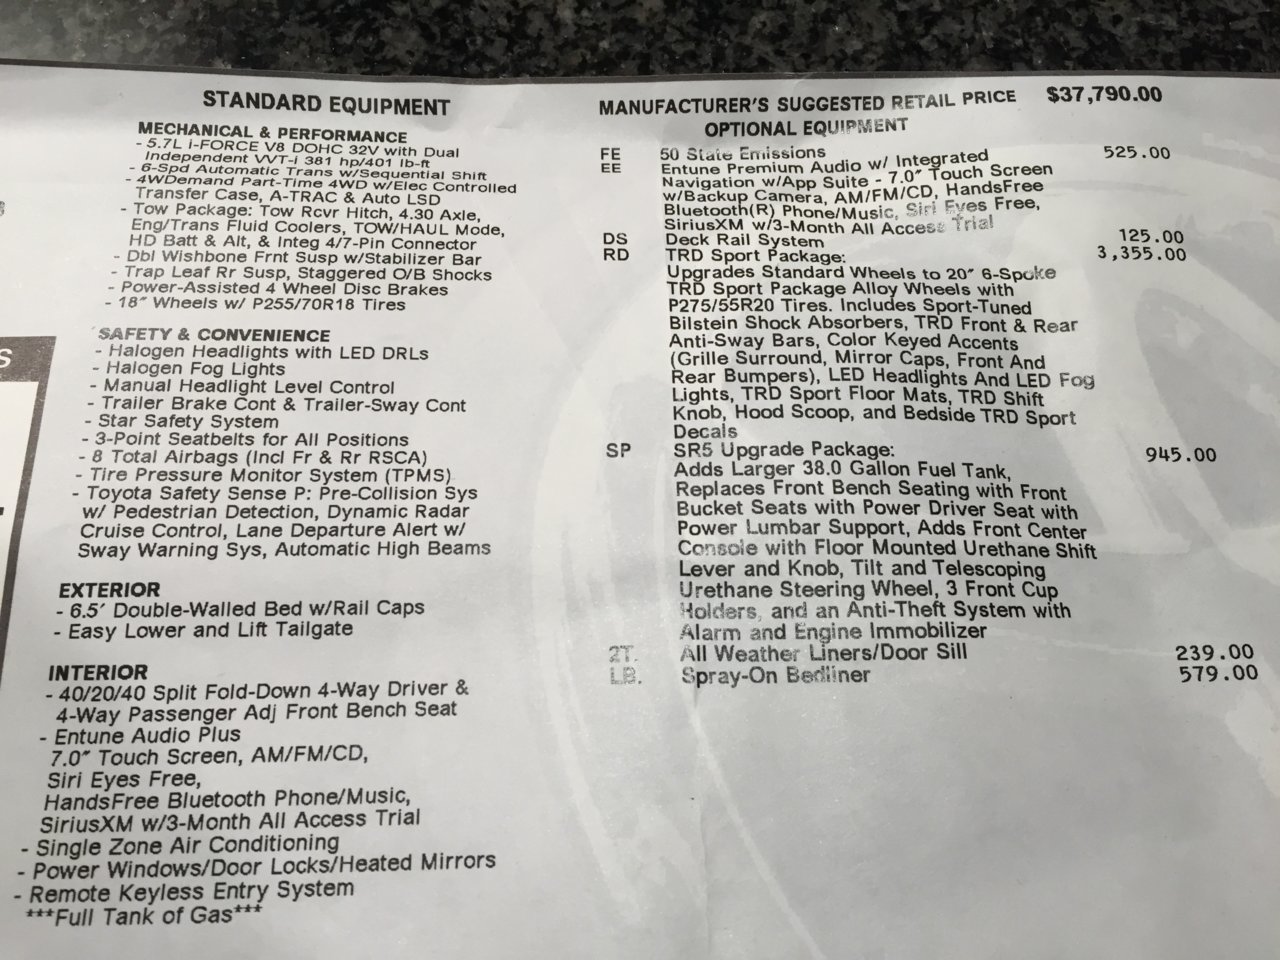 STANDARD EQUIPMENT
MECHANICAL & PERFORMANCE
- 5.7L i-FORCE V8 DOHC 32V with Dual
Independent VVT-i 381 hp/401 lb-ft
- 6-Spd Automatic Trans w/Sequential Shift
- 4WDemand Part-Time 4WD w/Elec Controlled
Transfer Case, A-TRAC & Auto LSD
- Tow Package: Tow Rcvr Hitch, 4.30 Axle,
Eng/Trans Fluid Coolers, TOW/HAUL Mode,
HD Batt & Alt, & Integ 4/7-Pin Connector
- Dbl Wishbone Frnt Susp w/Stabilizer Bar
- Trap Leaf Rr Susp, Staggered O/B Shocks
- Power-Assisted 4 Wheel Disc Brakes
- 18" Wheels w/ P255/70R18 Tires
SAFETY & CONVENIENCE
- Halogen Headlights with LED DRLs
- Halogen Fog Lights
- Manual Headlight Level Control
- Trailer Brake Cont & Trailer-Sway Cont
- Star Safety System
- 3-Point Seatbelts for All Positions
- 8 Total Airbags (Incl Fr & Rr RSCA)
- Tire Pressure Monitor System (TPMS)
- Toyota Safety Sense P: Pre-Collision Sys
w/ Pedestrian Detection, Dynamic Radar
Cruise Control, Lane Departure Alert w/
Sway Warning Sys, Automatic High Beams
EXTERIOR
- 6.5' Double-Walled Bed w/Rail Caps
- Easy Lower and Lift Tailgate
INTERIOR
- 40/20/40 Split Fold-Down 4-Way Driver &
4-Way Passenger Adj Front Bench Seat
- Entune Audio Plus
7.0" Touch Screen, AM/FM/CD,
Siri Eyes Free,
HandsFree Bluetooth Phone/Music,
SiriusXM w/3-Month All Access Trial
- Single Zone Air Conditioning
- Power Windows/Door Locks/Heated Mirrors
- Remote Keyless Entry System
***Full Tank of Gas***
MANUFACTURER'S SUGGESTED RETAIL PRICE $37,790.00
OPTIONAL EQUIPMENT
FE 50 State Emissions
EE Entune Premium Audio w/ Integrated 525.00
Navigation w/App Suite - 7.0" Touch Screen
w/Backup Camera, AM/FM/CD, HandsFree
Bluetooth(R) Phone/Music, Siri Eyes Free,
SiriusXM w/3-Month All Access Trial
DS Deck Rail System 125.00
RD TRD Sport Package: 3,355.00
Upgrades Standard Wheels to 20" 6-Spoke
TRD Sport Package Alloy Wheels with
P275/55R20 Tires. Includes Sport-Tuned
Bilstein Shock Absorbers, TRD Front & Rear
Anti-Sway Bars, Color Keyed Accents
(Grille Surround, Mirror Caps, Front And
Rear Bumpers), LED Headlights And LED Fog
Lights, TRD Sport Floor Mats, TRD Shift
Knob, Hood Scoop, and Bedside TRD Sport
Decals
SP SR5 Upgrade Package: 945.00
Adds Larger 38.0 Gallon Fuel Tank,
Replaces Front Bench Seating with Front
Bucket Seats with Power Driver Seat with
Power Lumbar Support, Adds Front Center
Console with Floor Mounted Urethane Shift
Lever and Knob, Tilt and Telescoping
Urethane Steering Wheel, 3 Front Cup
Holders, and an Anti-Theft System with
Alarm and Engine Immobilizer
2T. All Weather Liners/Door Sill 239.00
LB. Spray-On Bedliner 579.00